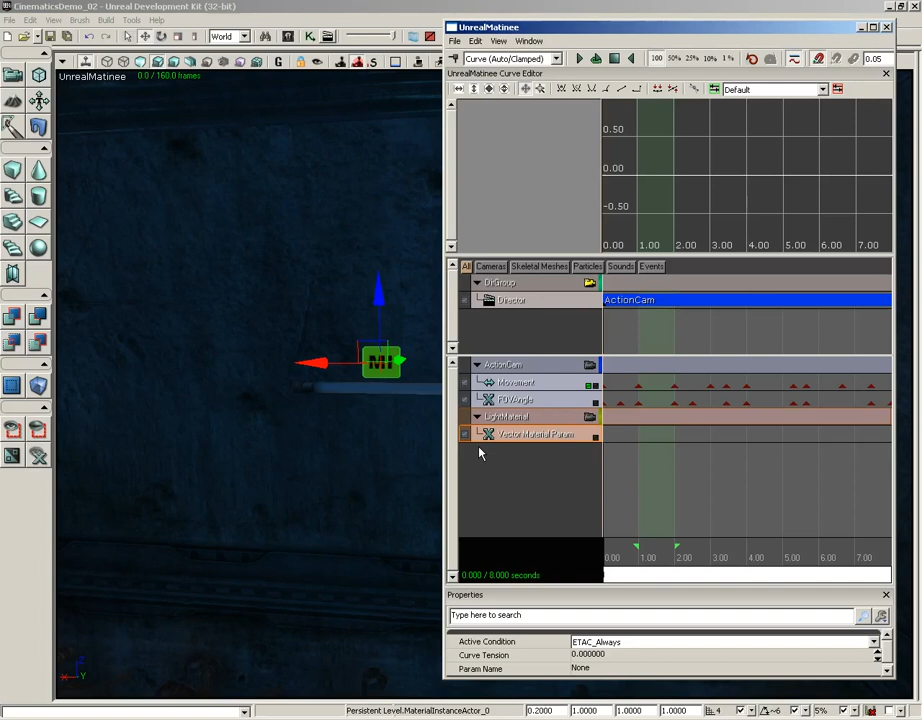 CinematicsDemo_02 - Unreal Development Kit (32-bit)
File Edit View Brush Build Tools Help
World
UnrealMatinee 0.0 / 160.0 frames
MI
UnrealMatinee
File Edit View Window
Curve (Auto/Clamped) 100 50% 25% 10% 1% 0.05
UnrealMatinee Curve Editor
Default
0.50
0.00
-0.50
0.00 1.00 2.00 3.00 4.00 5.00 6.00 7.00
All Cameras Skeletal Meshes Particles Sounds Events
DirGroup
Director ActionCam
ActionCam
Movement
FOVAngle
LightMaterial
Vector Material Param
0.00 1.00 2.00 3.00 4.00 5.00 6.00 7.00
0.000 / 8.000 seconds
Properties
Type here to search
Active Condition ETAC_Always
Curve Tension 0.000000
Param Name None
Z
X Y
Persistent Level.MaterialInstanceActor_0 0.2000 1.0000 1.0000 1.0000 4 ~6 5%